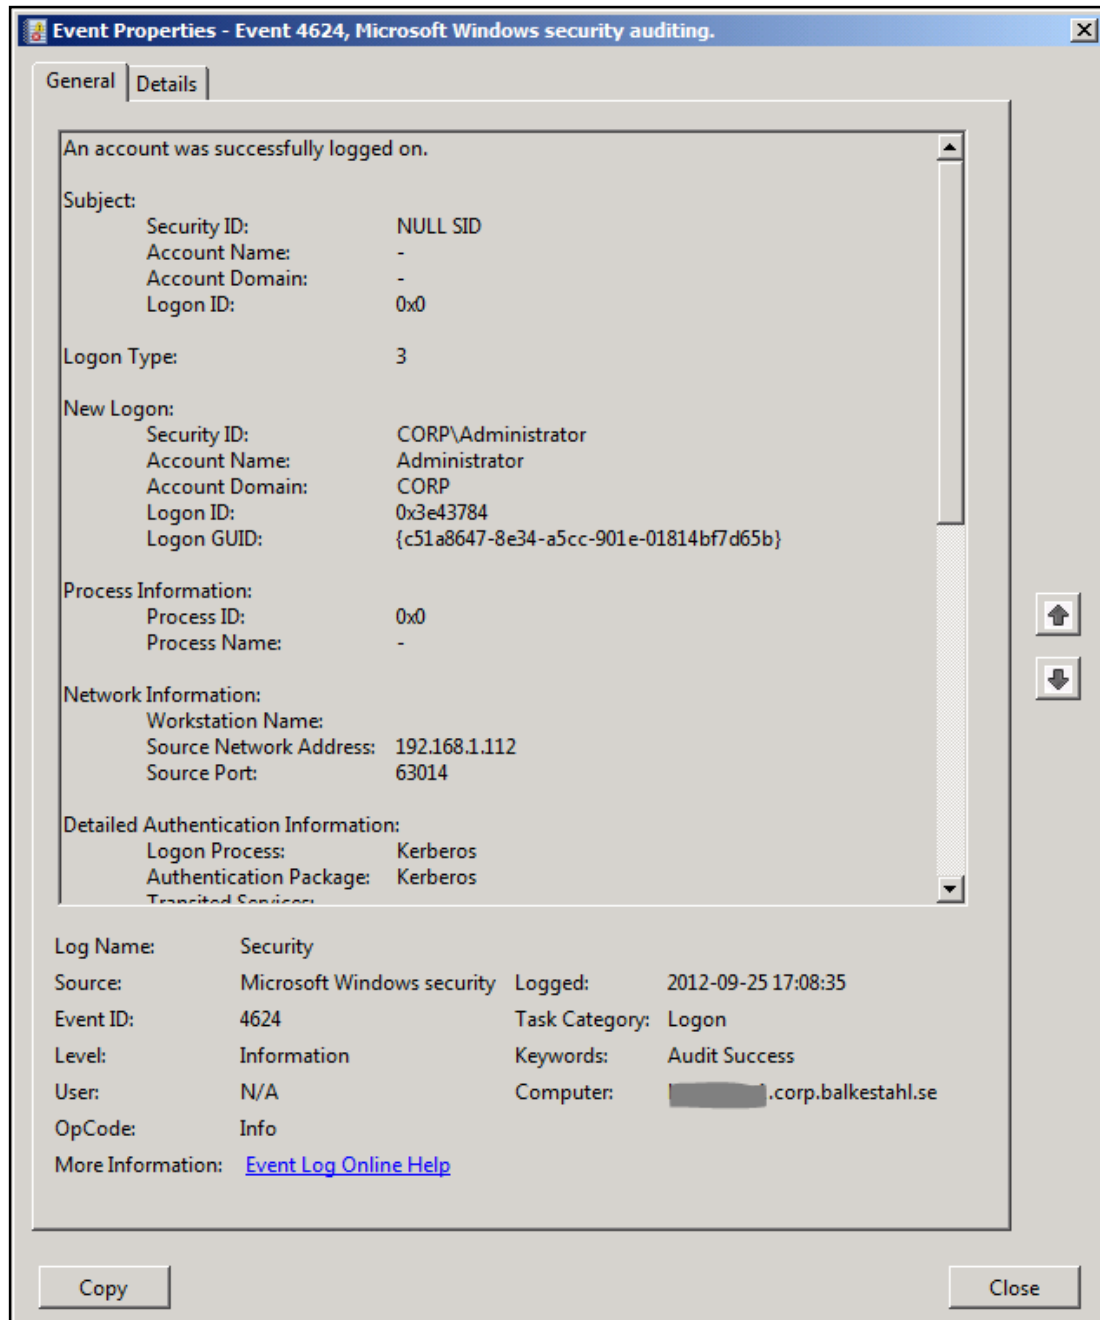 Event Properties - Event 4624, Microsoft Windows security auditing.
General Details
An account was successfully logged on.
Subject:
Security ID: NULL SID
Account Name: -
Account Domain: -
Logon ID: 0x0
Logon Type: 3
New Logon:
Security ID: CORP\Administrator
Account Name: Administrator
Account Domain: CORP
Logon ID: 0x3e43784
Logon GUID: {c51a8647-8e34-a5cc-901e-01814bf7d65b}
Process Information:
Process ID: 0x0
Process Name: -
Network Information:
Workstation Name:
Source Network Address: 192.168.1.112
Source Port: 63014
Detailed Authentication Information:
Logon Process: Kerberos
Authentication Package: Kerberos
Transited Services:
Log Name: Security
Source: Microsoft Windows security Logged: 2012-09-25 17:08:35
Event ID: 4624 Task Category: Logon
Level: Information Keywords: Audit Success
User: N/A Computer: .corp.balkestahl.se
OpCode: Info
More Information: Event Log Online Help
Copy Close